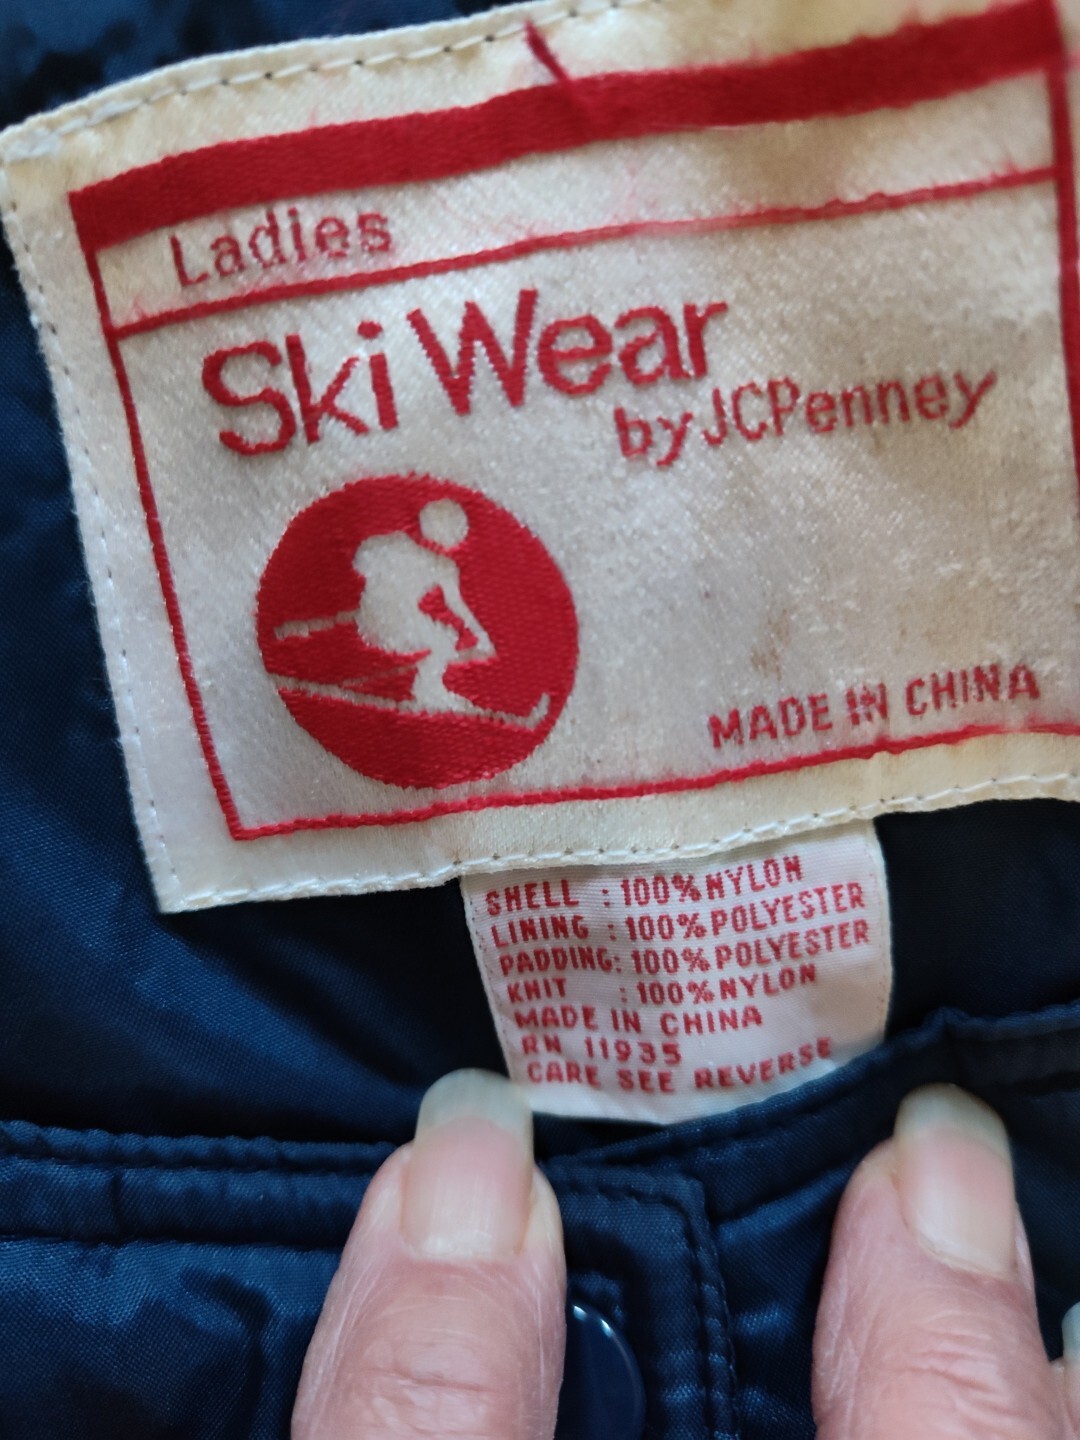 Ladies
Ski Wear
by JCPenney
MADE IN CHINA
SHELL : 100% NYLON
LINING : 100% POLYESTER
PADDING: 100% POLYESTER
KNIT : 100% NYLON
MADE IN CHINA
RN 11935
CARE SEE REVERSE